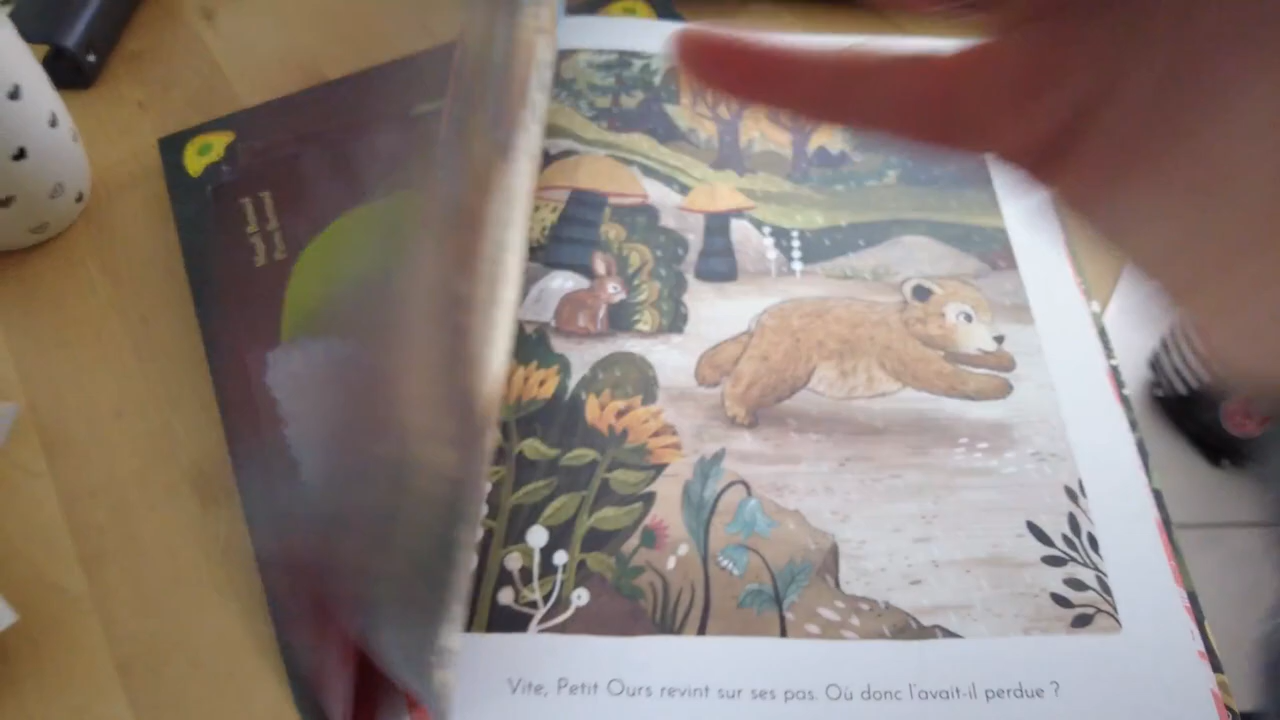 Vite, Petit Ours revint sur ses pas. Où donc l'avait-il perdue ?